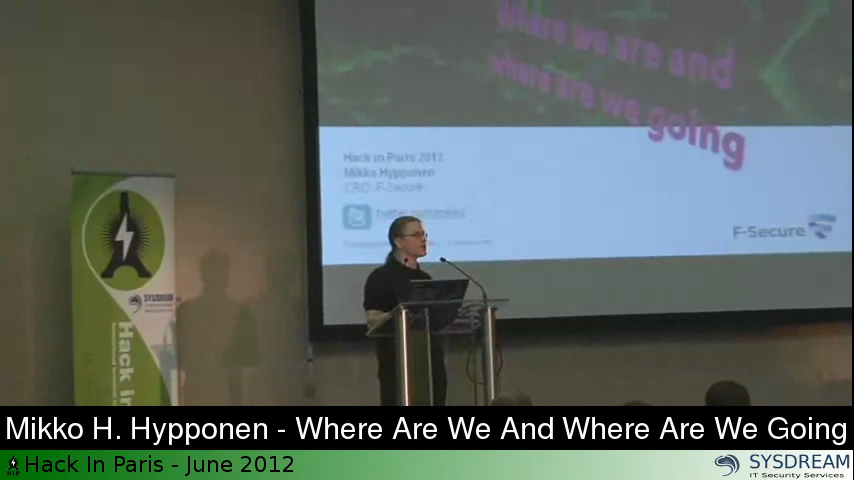 where we are and
where are we going
Hack in Paris 2012
Mikko Hypponen
CRO, F-Secure
F-Secure
SYSDREAM
Hack in
Mikko H. Hypponen - Where Are We And Where Are We Going
HIP
Hack In Paris - June 2012
SYSDREAM
IT Security Services